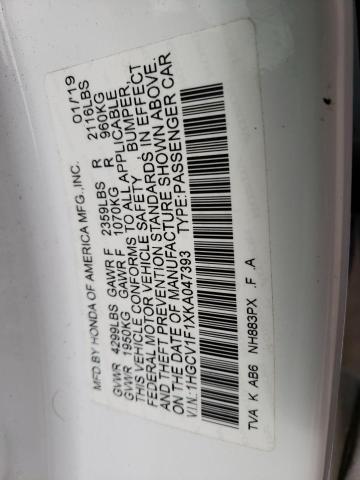 MFD.BY HONDA OF AMERICA MFG.,INC. 01/19
GVWR 4299LBS GAWR F 2359LBS R 2116LBS
GVWR 1950KG GAWR F 1070KG R 960KG
THIS VEHICLE CONFORMS TO ALL APPLICABLE
FEDERAL MOTOR VEHICLE SAFETY , BUMPER,
AND THEFT PREVENTION STANDARDS IN EFFECT
ON THE DATE OF MANUFACTURE SHOWN ABOVE.
V.I.N.:1HGCV1F1XKA047393 TYPE:PASSENGER CAR
TVA K AB6 NH883PX .F .A